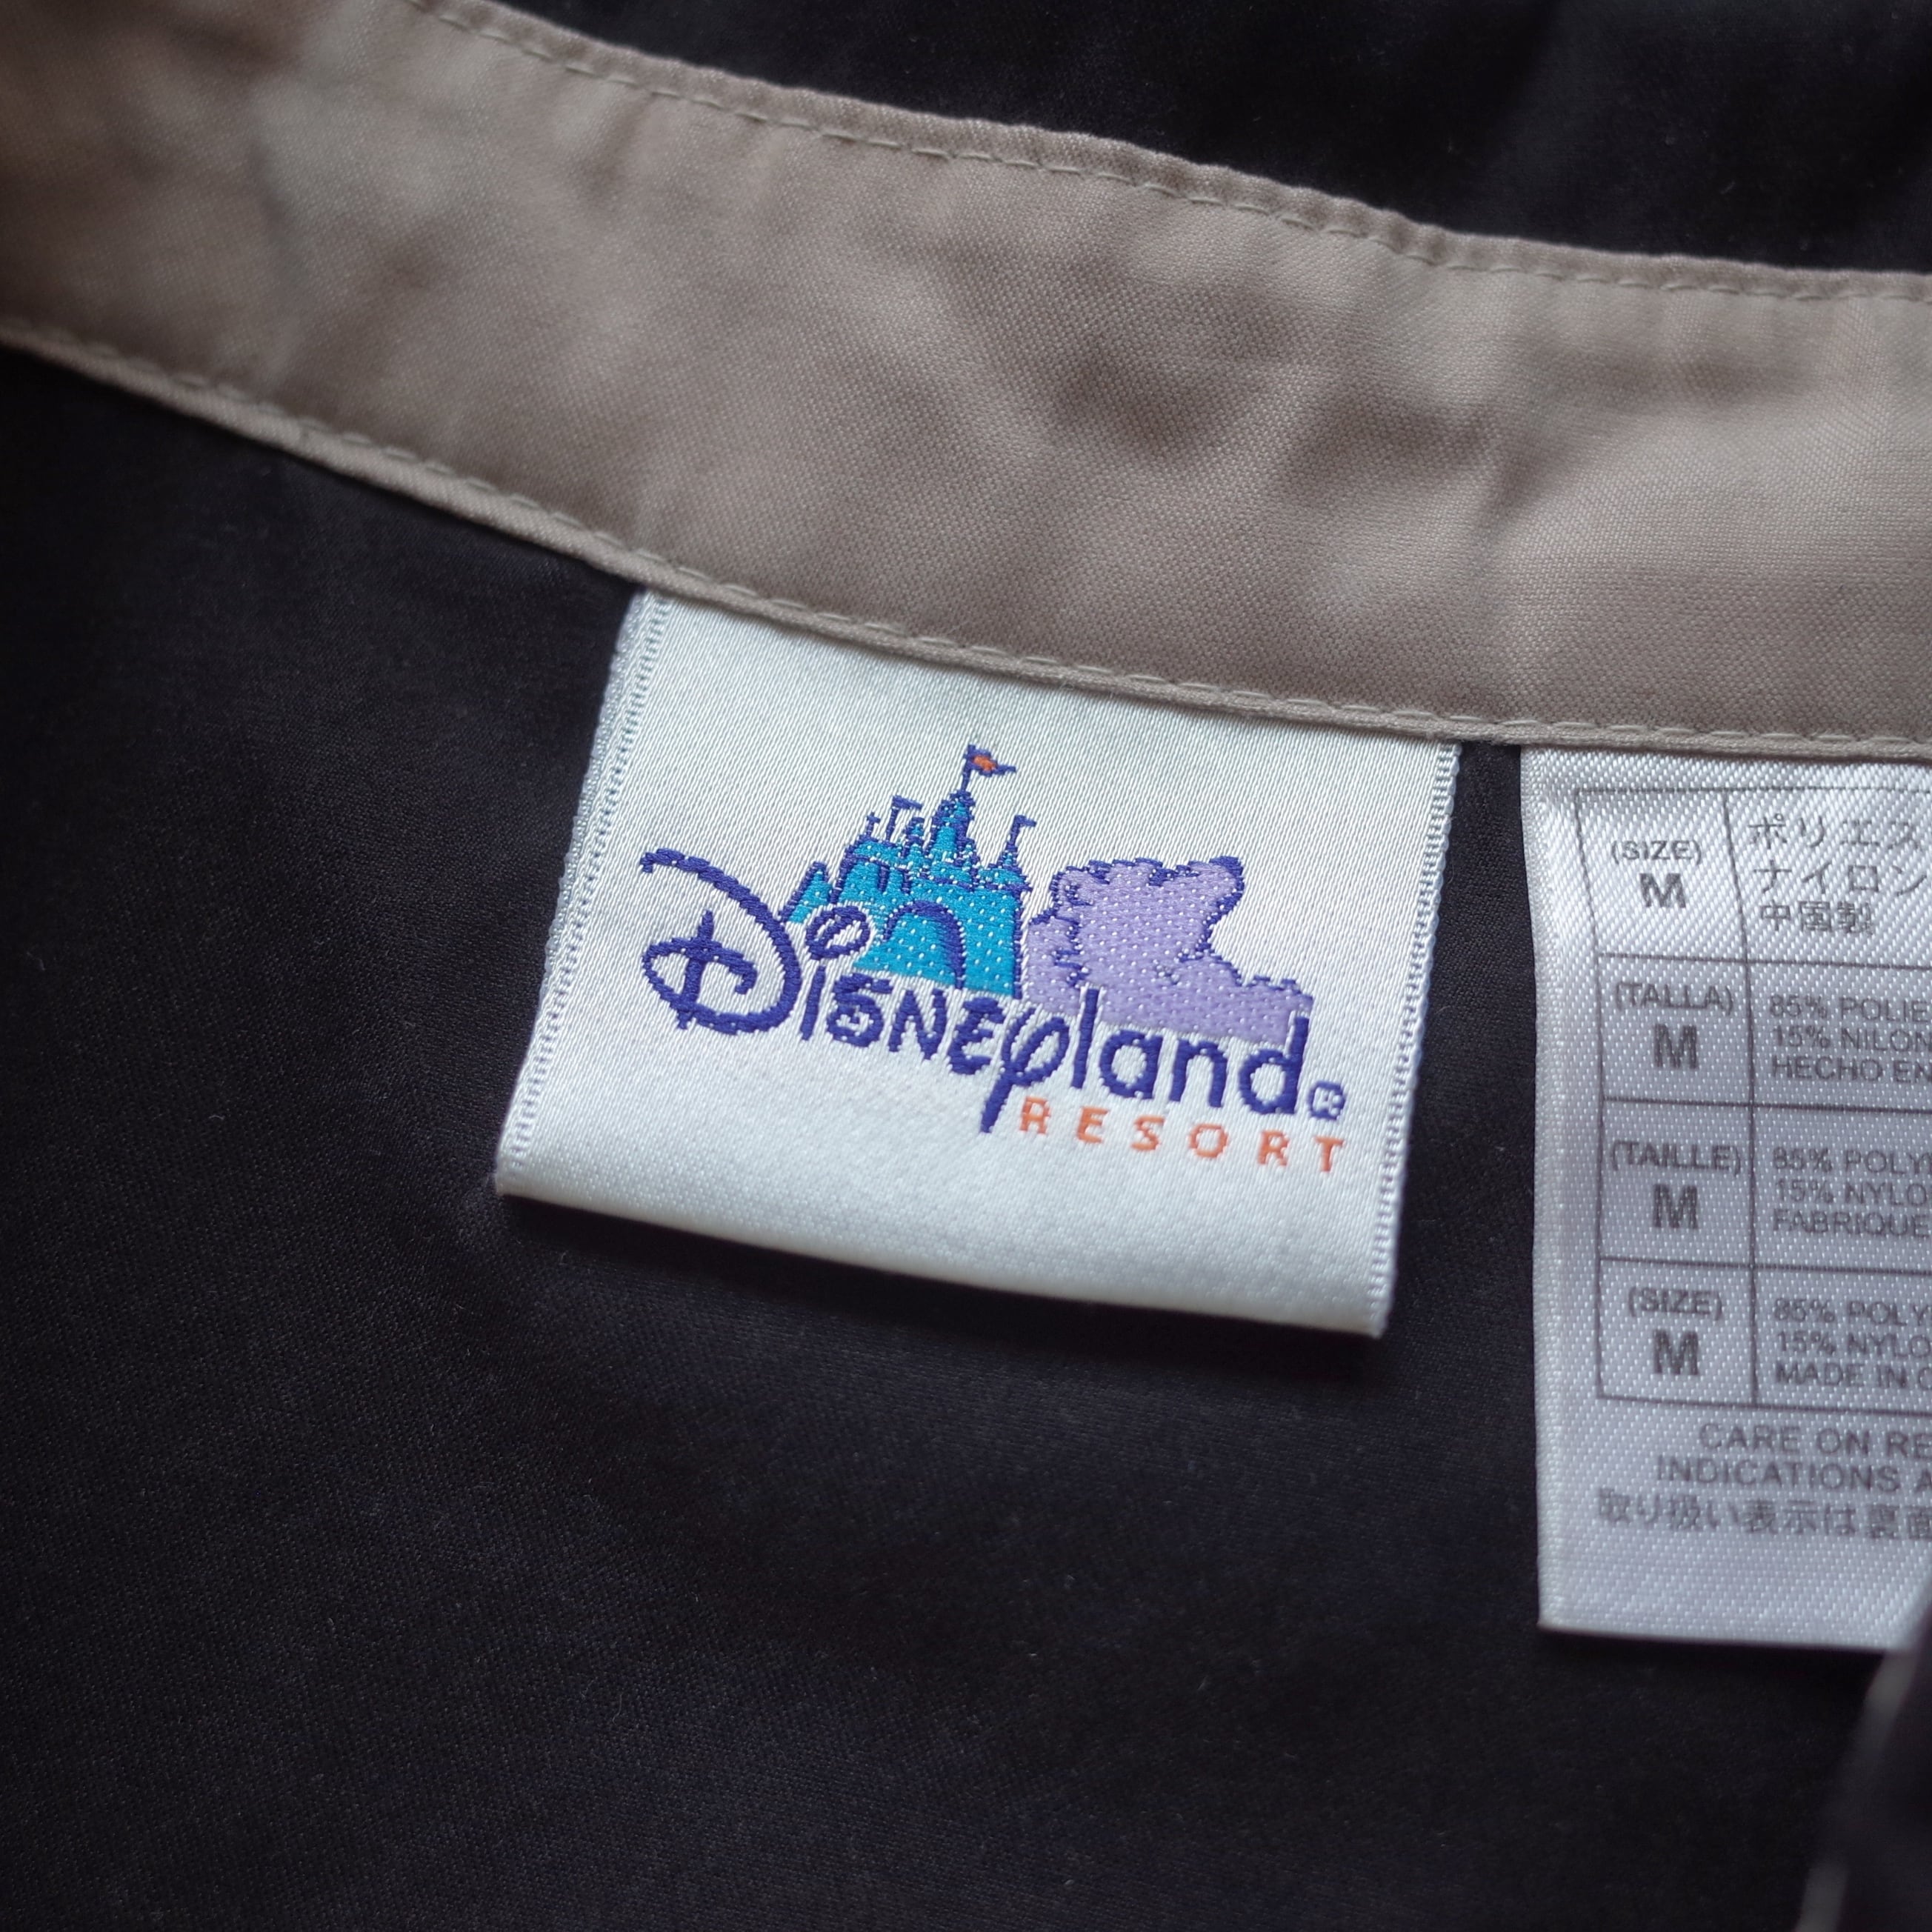 DISNEYland®
RESORT
(SIZE)
M
ポリエス
ナイロン
中国製
(TALLA)
M
85% POLIE
15% NILON
HECHO EN
(TAILLE)
M
85% POLY
15% NYLO
FABRIQUÉ
(SIZE)
M
85% POLY
15% NYLO
MADE IN C
CARE ON RE
INDICATIONS A
取り扱い表示は裏面